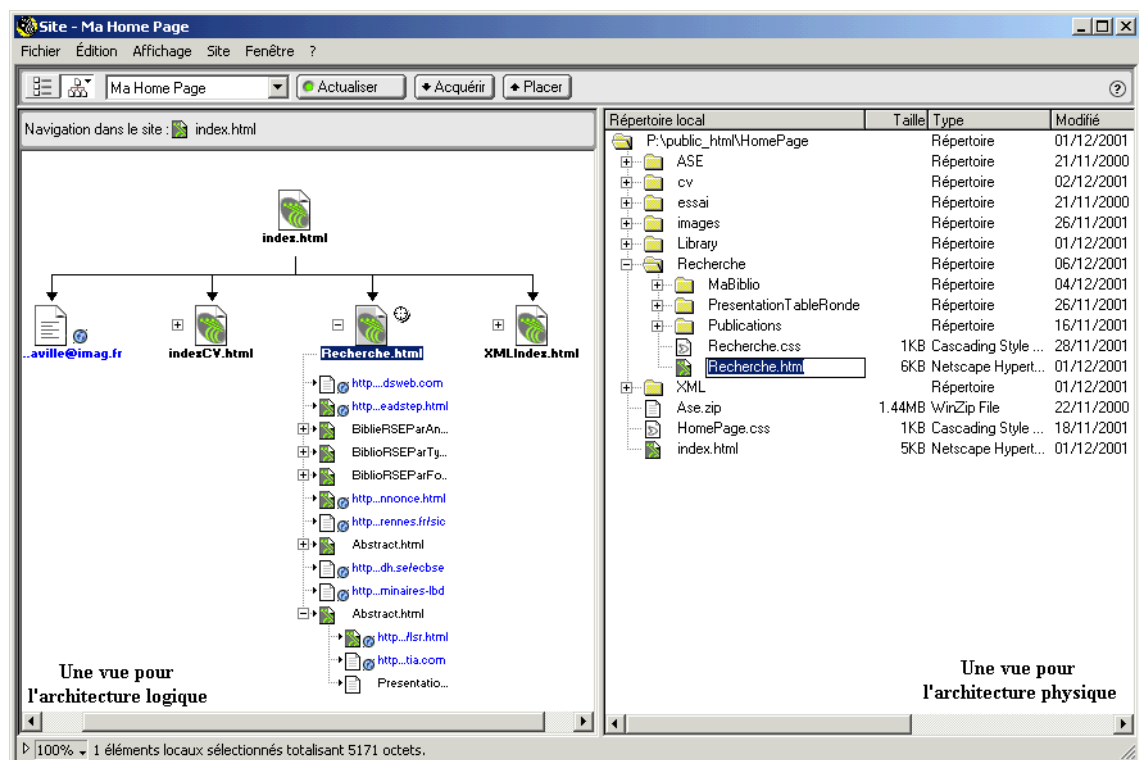 Site - Ma Home Page
Fichier Édition Affichage Site Fenêtre ?
Ma Home Page Actualiser Acquérir Placer
Navigation dans le site : index.html
index.html
..aville@imag.fr indexCV.html Recherche.html XMLIndex.html
http...dsweb.com
http...eadstep.html
BiblieRSEParAn...
BiblioRSEParTy...
BiblioRSEParFo..
http...nnonce.html
http...rennes.fr/sic
Abstract.html
http...dh.se/ecbse
http...minaires-lbd
Abstract.html
http.../lsr.html
http...tia.com
Presentatio...
Une vue pour
l'architecture logique
Répertoire local Taille Type Modifié
P:\public_html\HomePage Répertoire 01/12/2001
ASE Répertoire 21/11/2000
cv Répertoire 02/12/2001
essai Répertoire 21/11/2000
images Répertoire 26/11/2001
Library Répertoire 01/12/2001
Recherche Répertoire 06/12/2001
MaBiblio Répertoire 04/12/2001
PresentationTableRonde Répertoire 26/11/2001
Publications Répertoire 16/11/2001
Recherche.css 1KB Cascading Style ... 28/11/2001
Recherche.html 6KB Netscape Hypert... 01/12/2001
XML Répertoire 01/12/2001
Ase.zip 1.44MB WinZip File 22/11/2000
HomePage.css 1KB Cascading Style ... 18/11/2001
index.html 5KB Netscape Hypert... 01/12/2001
Une vue pour
l'architecture physique
100% 1 éléments locaux sélectionnés totalisant 5171 octets.